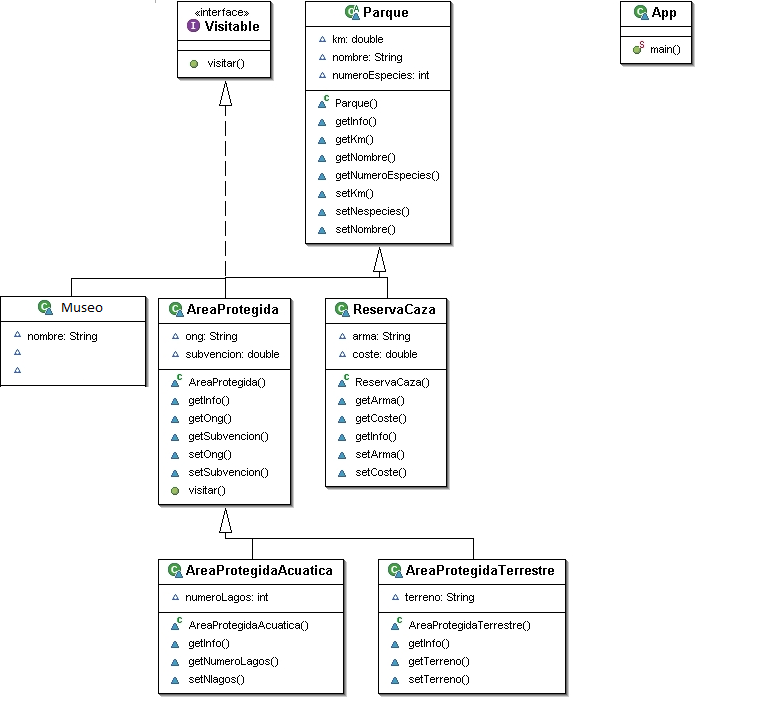 «interface»
I Visitable
visitar()
C A Parque
km: double
nombre: String
numeroEspecies: int
C Parque()
getInfo()
getKm()
getNombre()
getNumeroEspecies()
setKm()
setNespecies()
setNombre()
C App
S main()
C Museo
nombre: String
C AreaProtegida
ong: String
subvencion: double
C AreaProtegida()
getInfo()
getOng()
getSubvencion()
setOng()
setSubvencion()
visitar()
C ReservaCaza
arma: String
coste: double
C ReservaCaza()
getArma()
getCoste()
getInfo()
setArma()
setCoste()
C AreaProtegidaAcuatica
numeroLagos: int
C AreaProtegidaAcuatica()
getInfo()
getNumeroLagos()
setNlagos()
C AreaProtegidaTerrestre
terreno: String
C AreaProtegidaTerrestre()
getInfo()
getTerreno()
setTerreno()